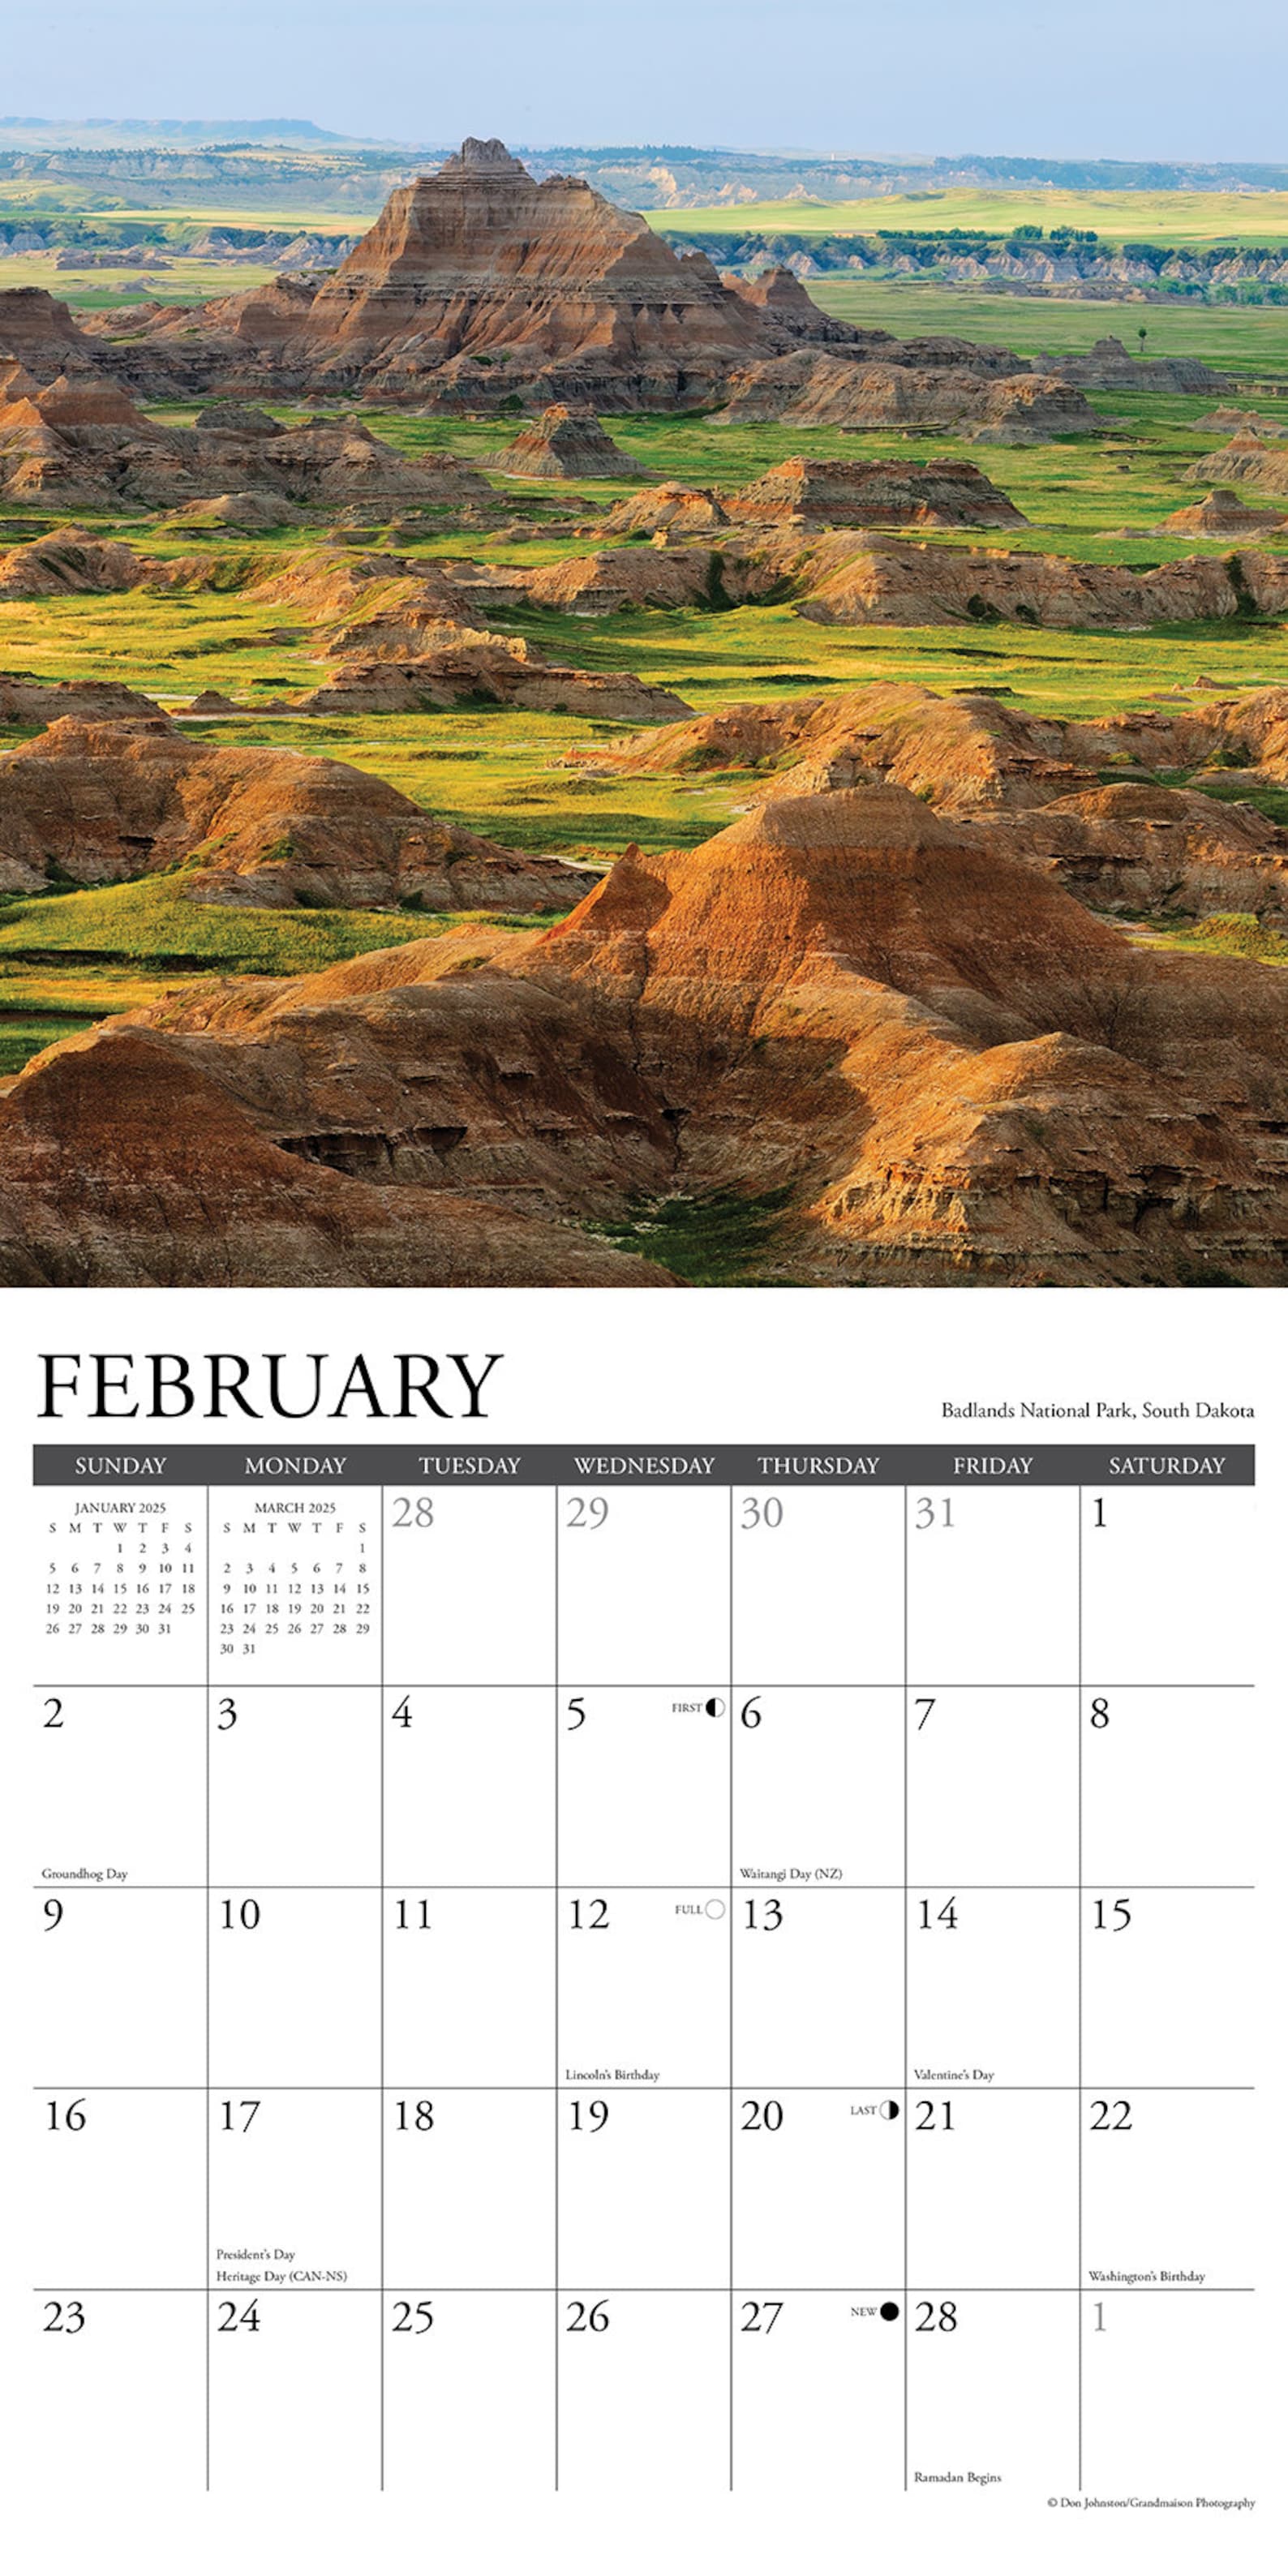 FEBRUARY
Badlands National Park, South Dakota
SUNDAY MONDAY TUESDAY WEDNESDAY THURSDAY FRIDAY SATURDAY
JANUARY 2025
S M T W T F S
1 2 3 4
5 6 7 8 9 10 11
12 13 14 15 16 17 18
19 20 21 22 23 24 25
26 27 28 29 30 31
MARCH 2025
S M T W T F S
1
2 3 4 5 6 7 8
9 10 11 12 13 14 15
16 17 18 19 20 21 22
23 24 25 26 27 28 29
30 31
28 29 30 31 1
2 3 4 5 FIRST 6 7 8
Groundhog Day Waitangi Day (NZ)
9 10 11 12 FULL 13 14 15
Lincoln's Birthday Valentine's Day
16 17 18 19 20 LAST 21 22
President's Day
Heritage Day (CAN-NS) Washington's Birthday
23 24 25 26 27 NEW 28 1
Ramadan Begins
© Don Johnston/Grandmaison Photography